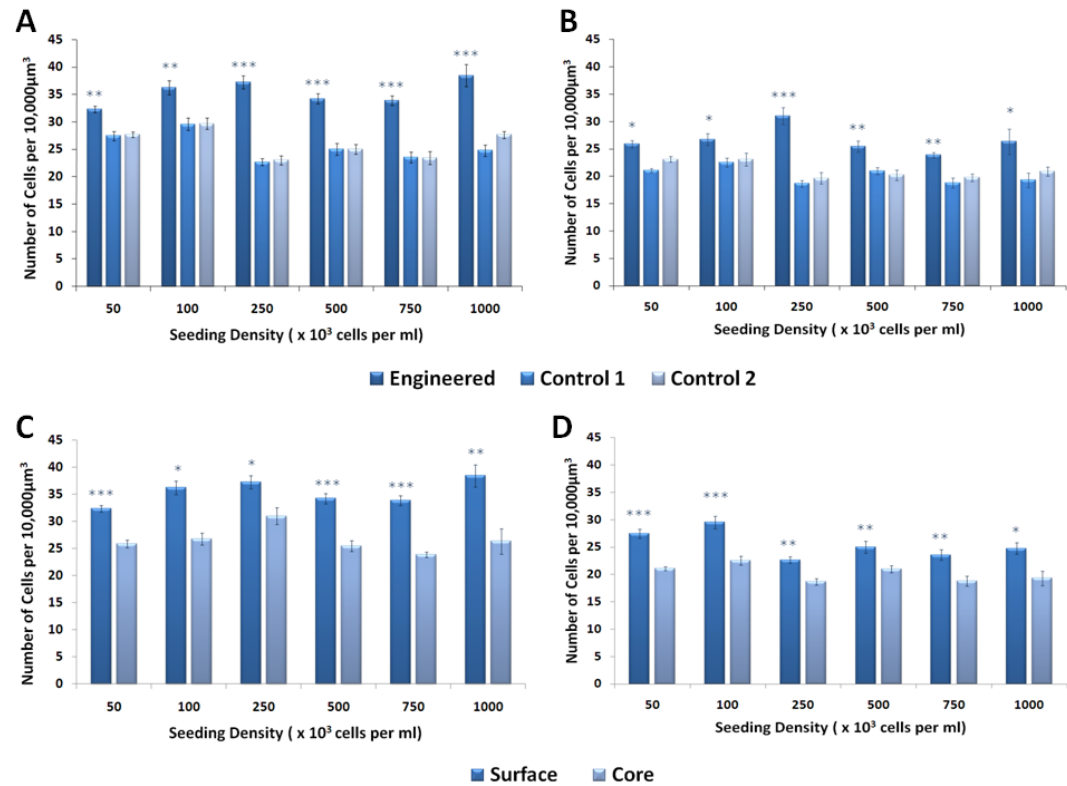 A
Number of Cells per 10,000µm³
45
40
35
30
25
20
15
10
5
0
** ** *** *** *** ***
50 100 250 500 750 1000
Seeding Density ( x 10³ cells per ml)
B
Number of Cells per 10,000µm³
45
40
35
30
25
20
15
10
5
0
* * *** ** ** *
50 100 250 500 750 1000
Seeding Density ( x 10³ cells per ml)
Engineered Control 1 Control 2
C
Number of Cells per 10,000µm³
45
40
35
30
25
20
15
10
5
0
*** * * *** *** **
50 100 250 500 750 1000
Seeding Density ( x 10³ cells per ml)
D
Number of Cells per 10,000µm³
45
40
35
30
25
20
15
10
5
0
*** *** ** ** ** *
50 100 250 500 750 1000
Seeding Density ( x 10³ cells per ml)
Surface Core